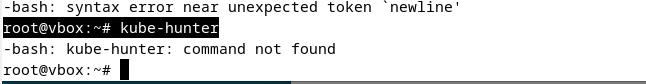 -bash: syntax error near unexpected token `newline'
root@vbox:~# kube-hunter
-bash: kube-hunter: command not found
root@vbox:~#